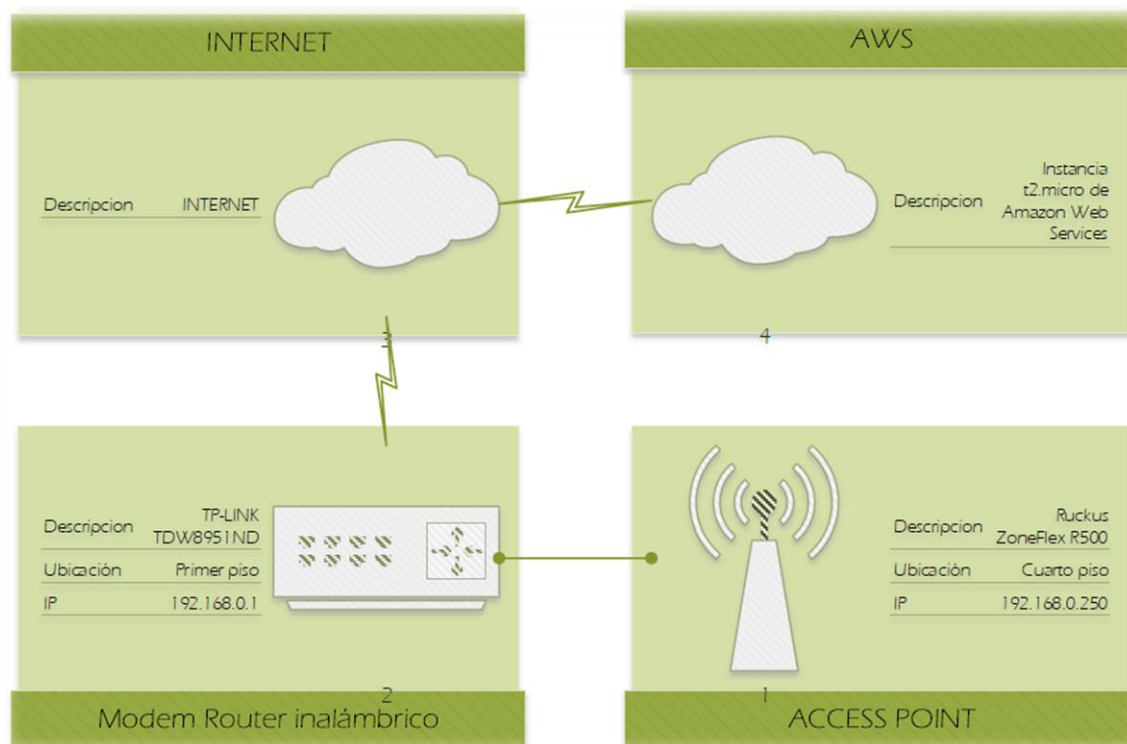 INTERNET
AWS
Descripcion INTERNET
Descripcion
Instancia
t2.micro de
Amazon Web
Services
3
4
Descripcion
TP-LINK
TDW8951ND
Ubicación Primer piso
IP 192.168.0.1
Descripcion
Ruckus
ZoneFlex R500
Ubicación Cuarto piso
IP 192.168.0.250
2
1
Modem Router inalámbrico
ACCESS POINT